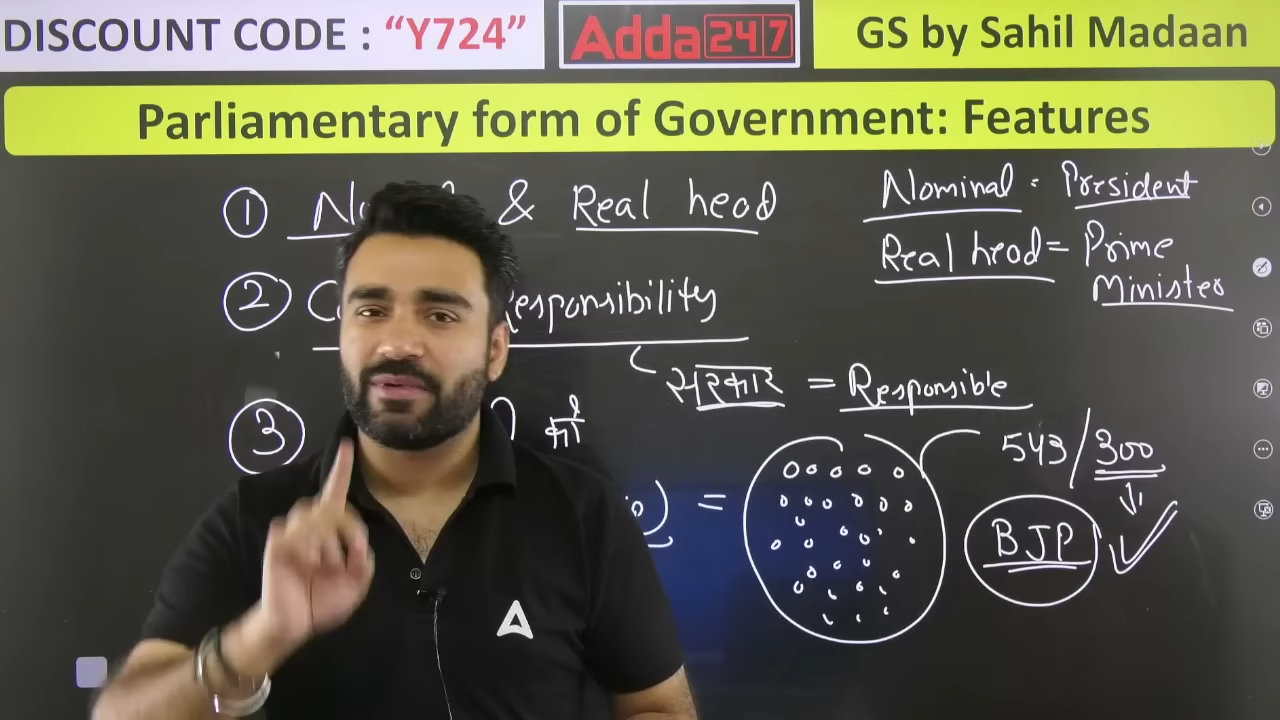 DISCOUNT CODE : “Y724”
Adda247
GS by Sahil Madaan
Parliamentary form of Government: Features
1 & Real head
Nominal = President
Real head = Prime
Minister
2 Responsibility
सरकार = Responsible
3 को
543/300
=
BJP